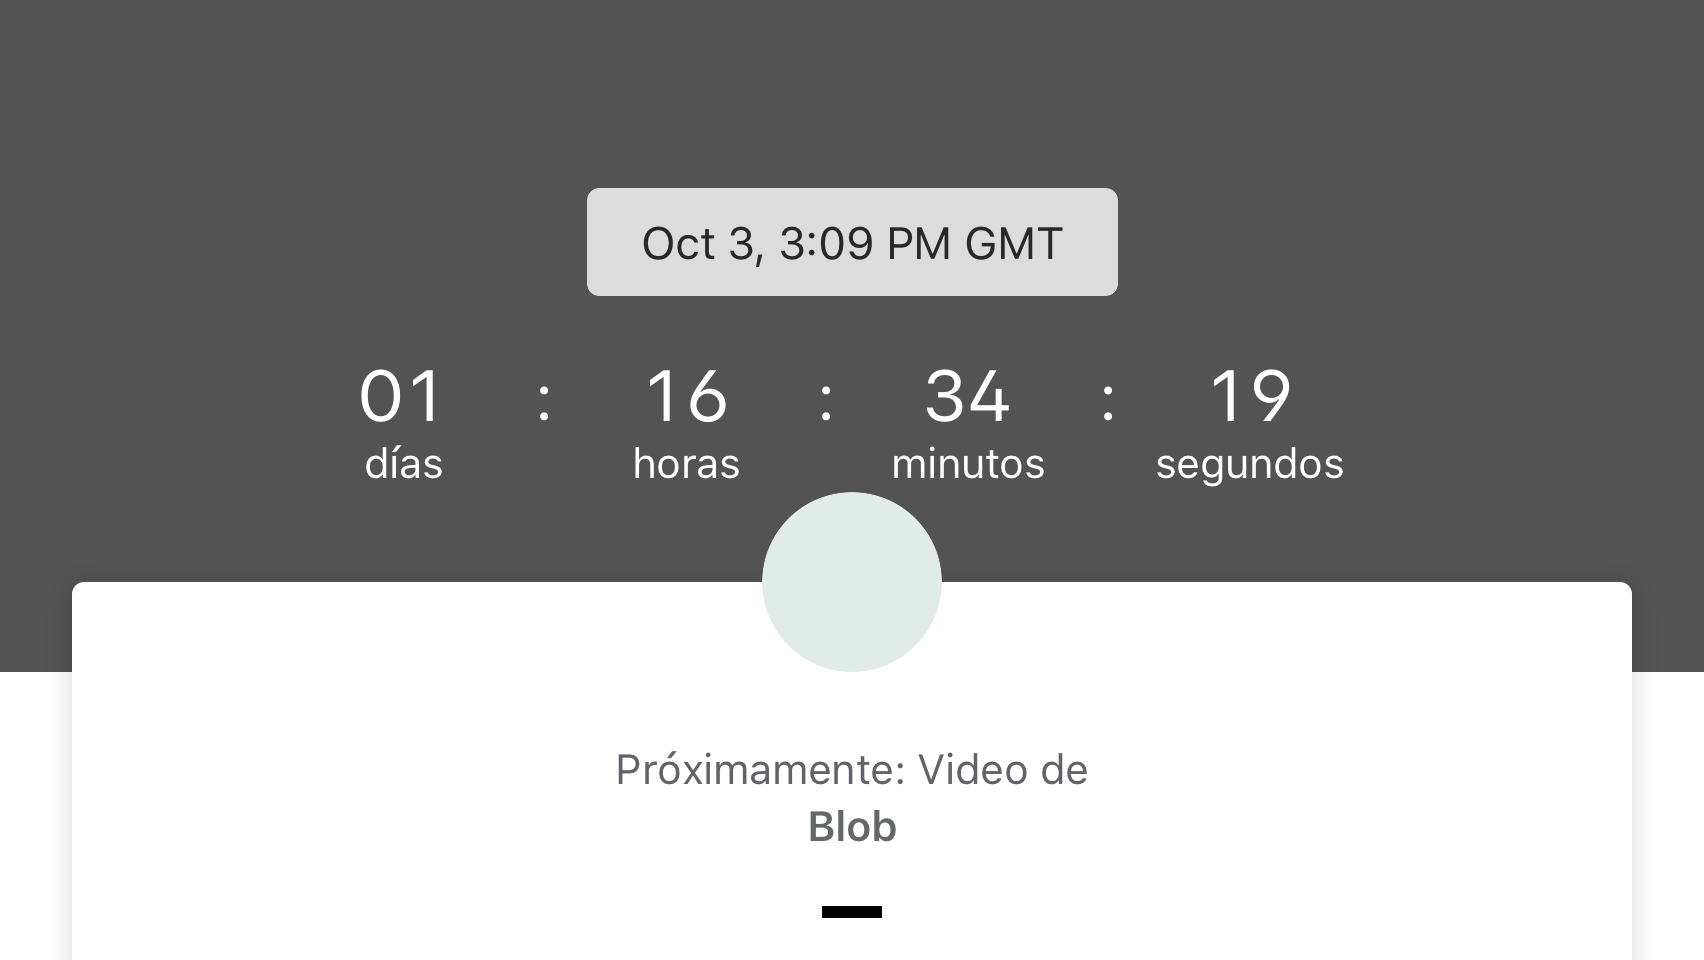 Oct 3, 3:09 PM GMT
01 : 16 : 34 : 19
días horas minutos segundos
Próximamente: Video de
Blob